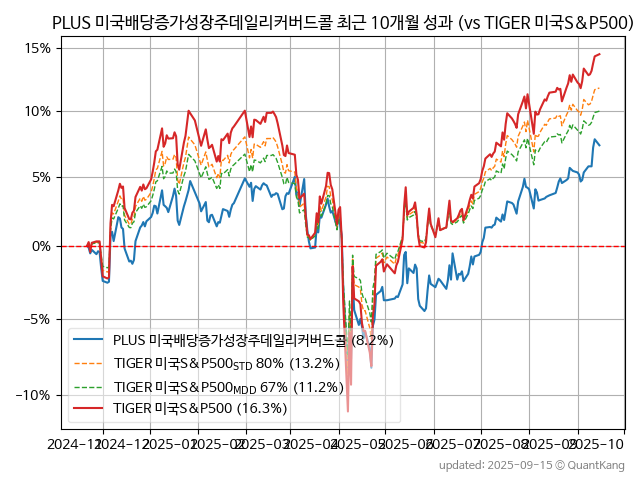 PLUS 미국배당증가성장주데일리커버드콜 최근 10개월 성과 (vs TIGER 미국S&P500)
15%
10%
5%
0%
−5%
−10%
PLUS 미국배당증가성장주데일리커버드콜 (8.2%)
TIGER 미국S&P500STD 80% (13.2%)
TIGER 미국S&P500MDD 67% (11.2%)
TIGER 미국S&P500 (16.3%)
2024-11 2024-12 2025-01 2025-02 2025-03 2025-04 2025-05 2025-06 2025-07 2025-08 2025-09 2025-10
updated: 2025-09-15 © QuantKang